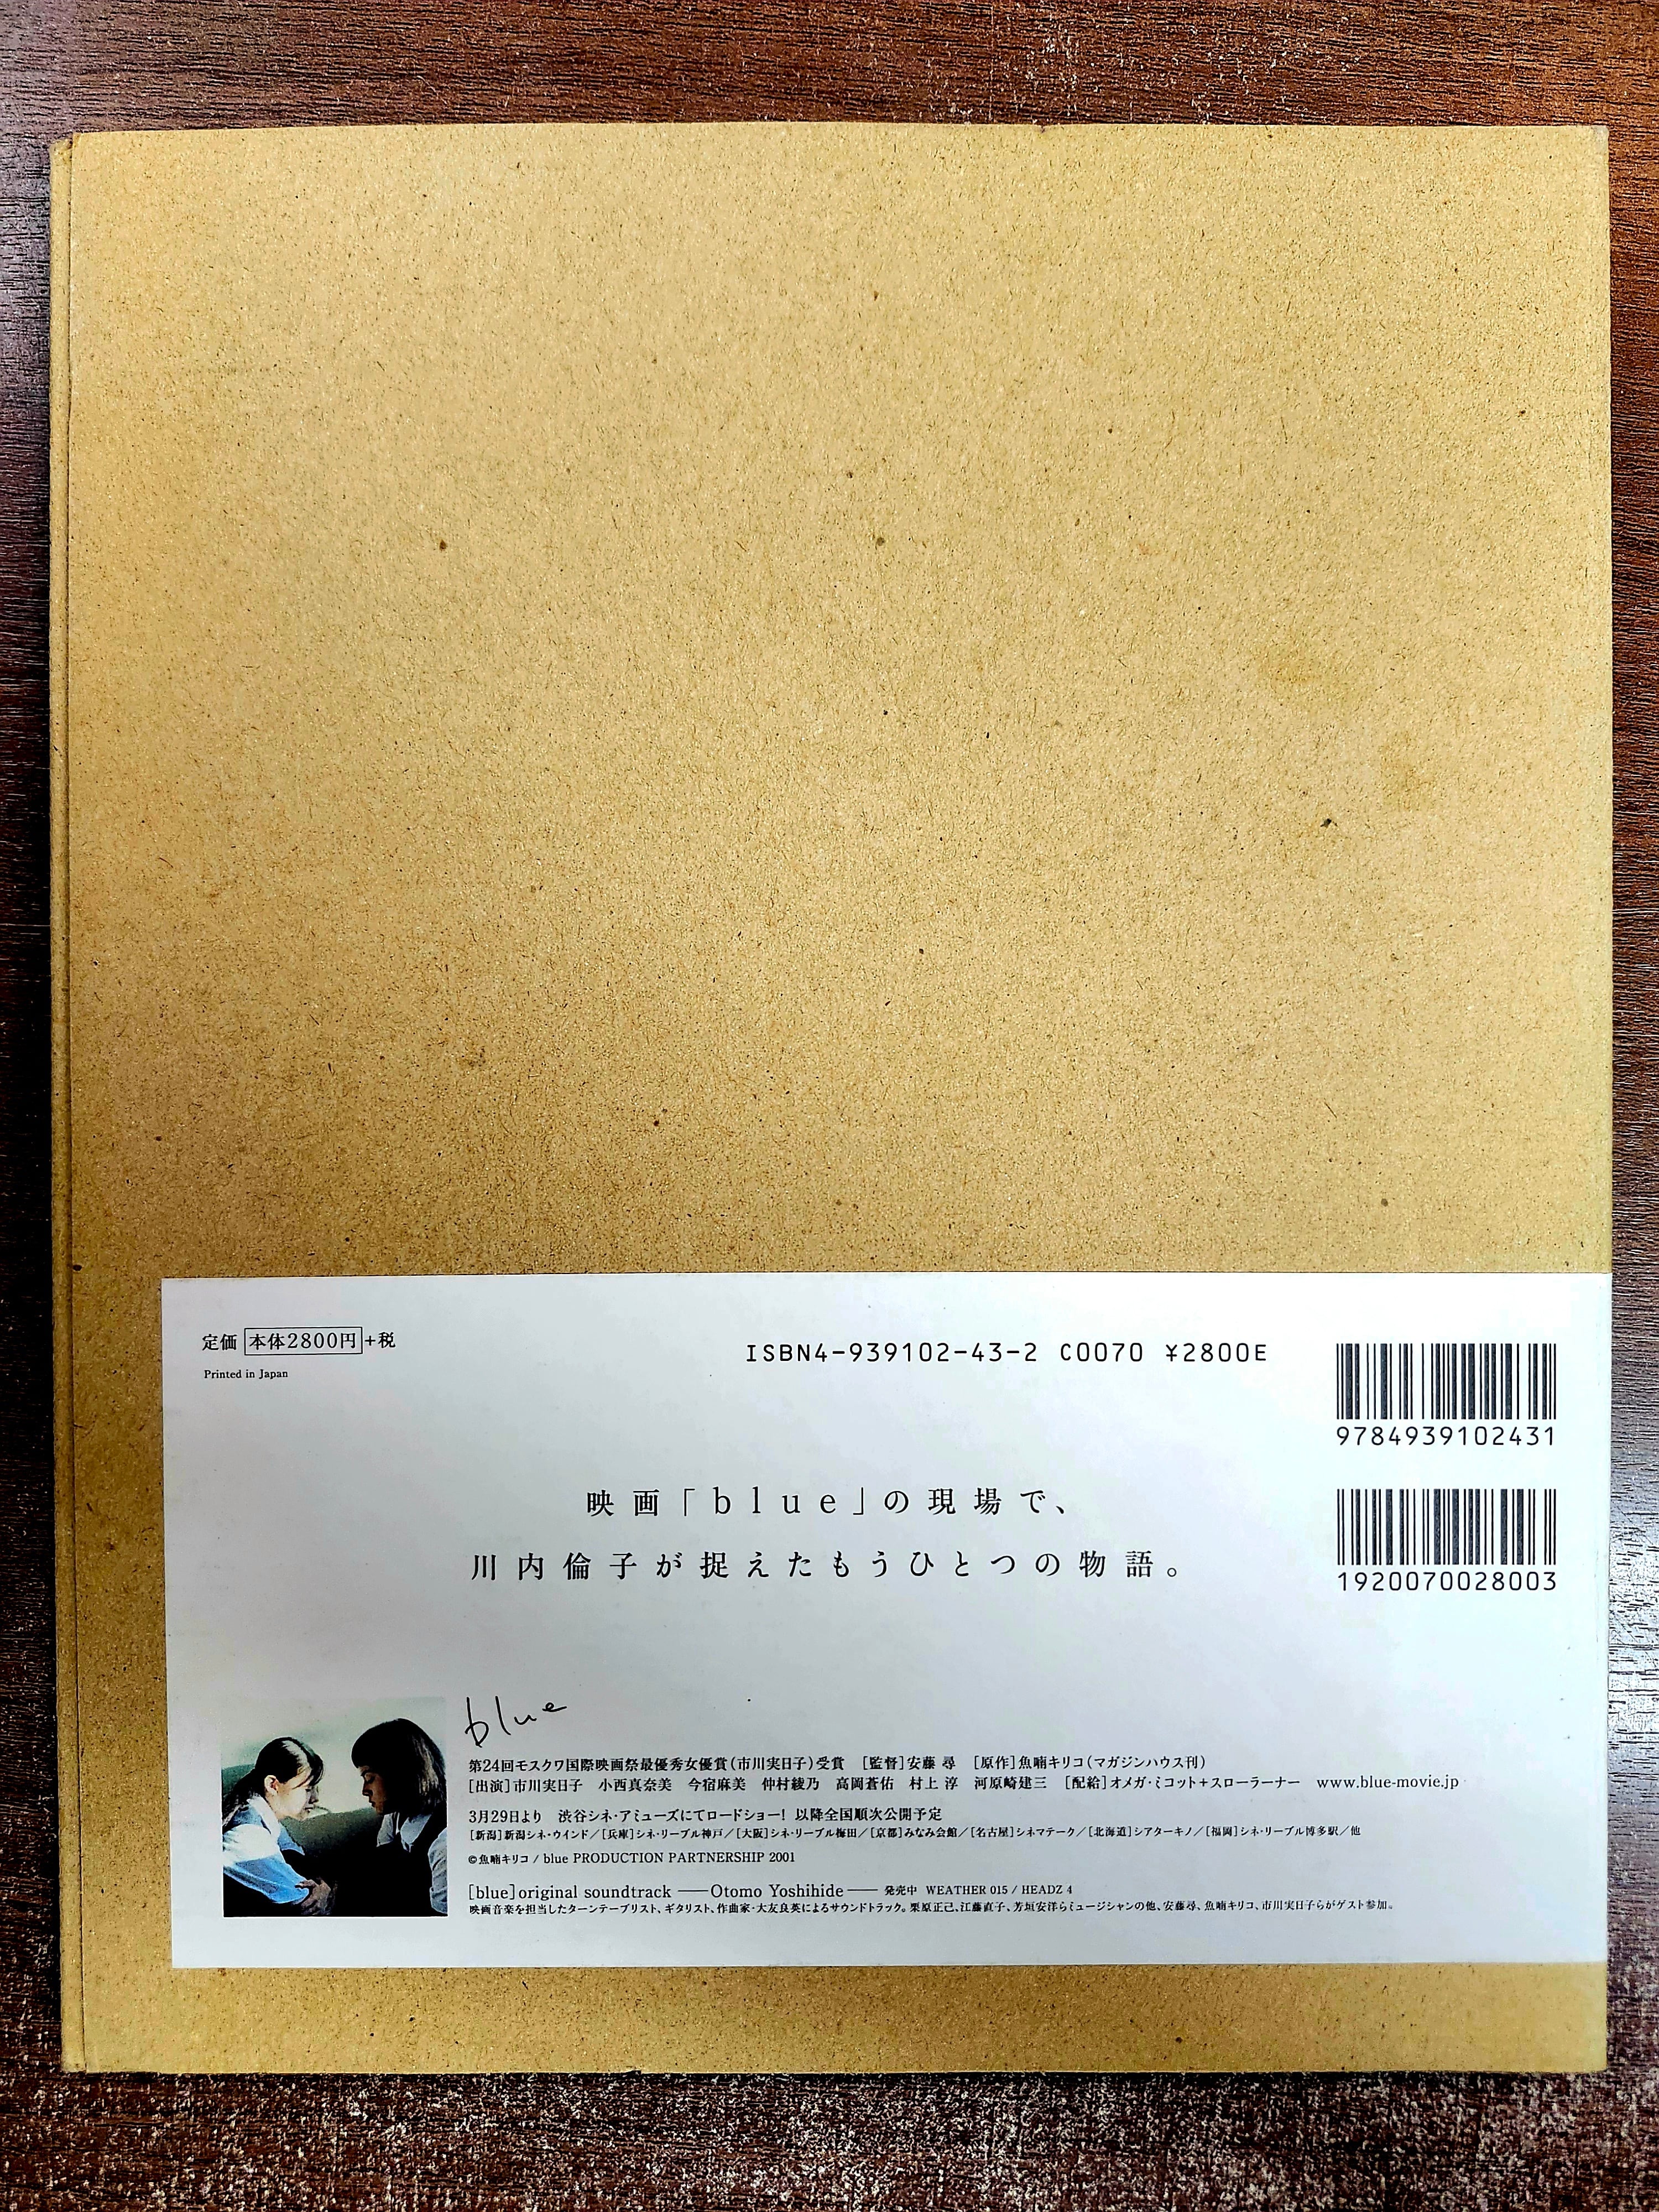 定価 本体2800円+税
Printed in Japan
ISBN4-939102-43-2 C0070 ¥2800E
9784939102431
1920070028003
映画「blue」の現場で、
川内倫子が捉えたもうひとつの物語。
blue
第24回モスクワ国際映画祭最優秀女優賞(市川実日子)受賞 [監督]安藤 尋 [原作]魚喃キリコ(マガジンハウス刊)
[出演]市川実日子 小西真奈美 今宿麻美 仲村綾乃 高岡蒼佑 村上 淳 河原崎建三 [配給]オメガ・ミコット+スローラーナー www.blue-movie.jp
3月29日より 渋谷シネ・アミューズにてロードショー! 以降全国順次公開予定
[新潟]新潟シネ・ウインド/[兵庫]シネ・リーブル神戸/[大阪]シネ・リーブル梅田/[京都]みなみ会館/[名古屋]シネマテーク/[北海道]シアターキノ/[福岡]シネ・リーブル博多駅/他
©魚喃キリコ / blue PRODUCTION PARTNERSHIP 2001
[blue]original soundtrack ——Otomo Yoshihide—— 発売中 WEATHER 015 / HEADZ 4
映画音楽を担当したターンテーブリスト、ギタリスト、作曲家・大友良英によるサウンドトラック。栗原正己、江藤直子、芳垣安洋らミュージシャンの他、安藤尋、魚喃キリコ、市川実日子らがゲスト参加。